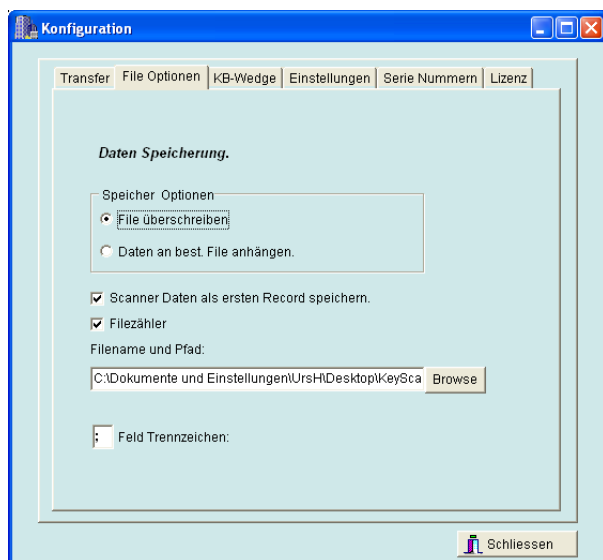 Konfiguration
Transfer File Optionen KB-Wedge Einstellungen Serie Nummern Lizenz
Daten Speicherung.
Speicher Optionen
File überschreiben
Daten an best. File anhängen.
Scanner Daten als ersten Record speichern.
Filezähler
Filename und Pfad:
C:\Dokumente und Einstellungen\UrsH\Desktop\KeySca Browse
; Feld Trennzeichen:
Schliessen